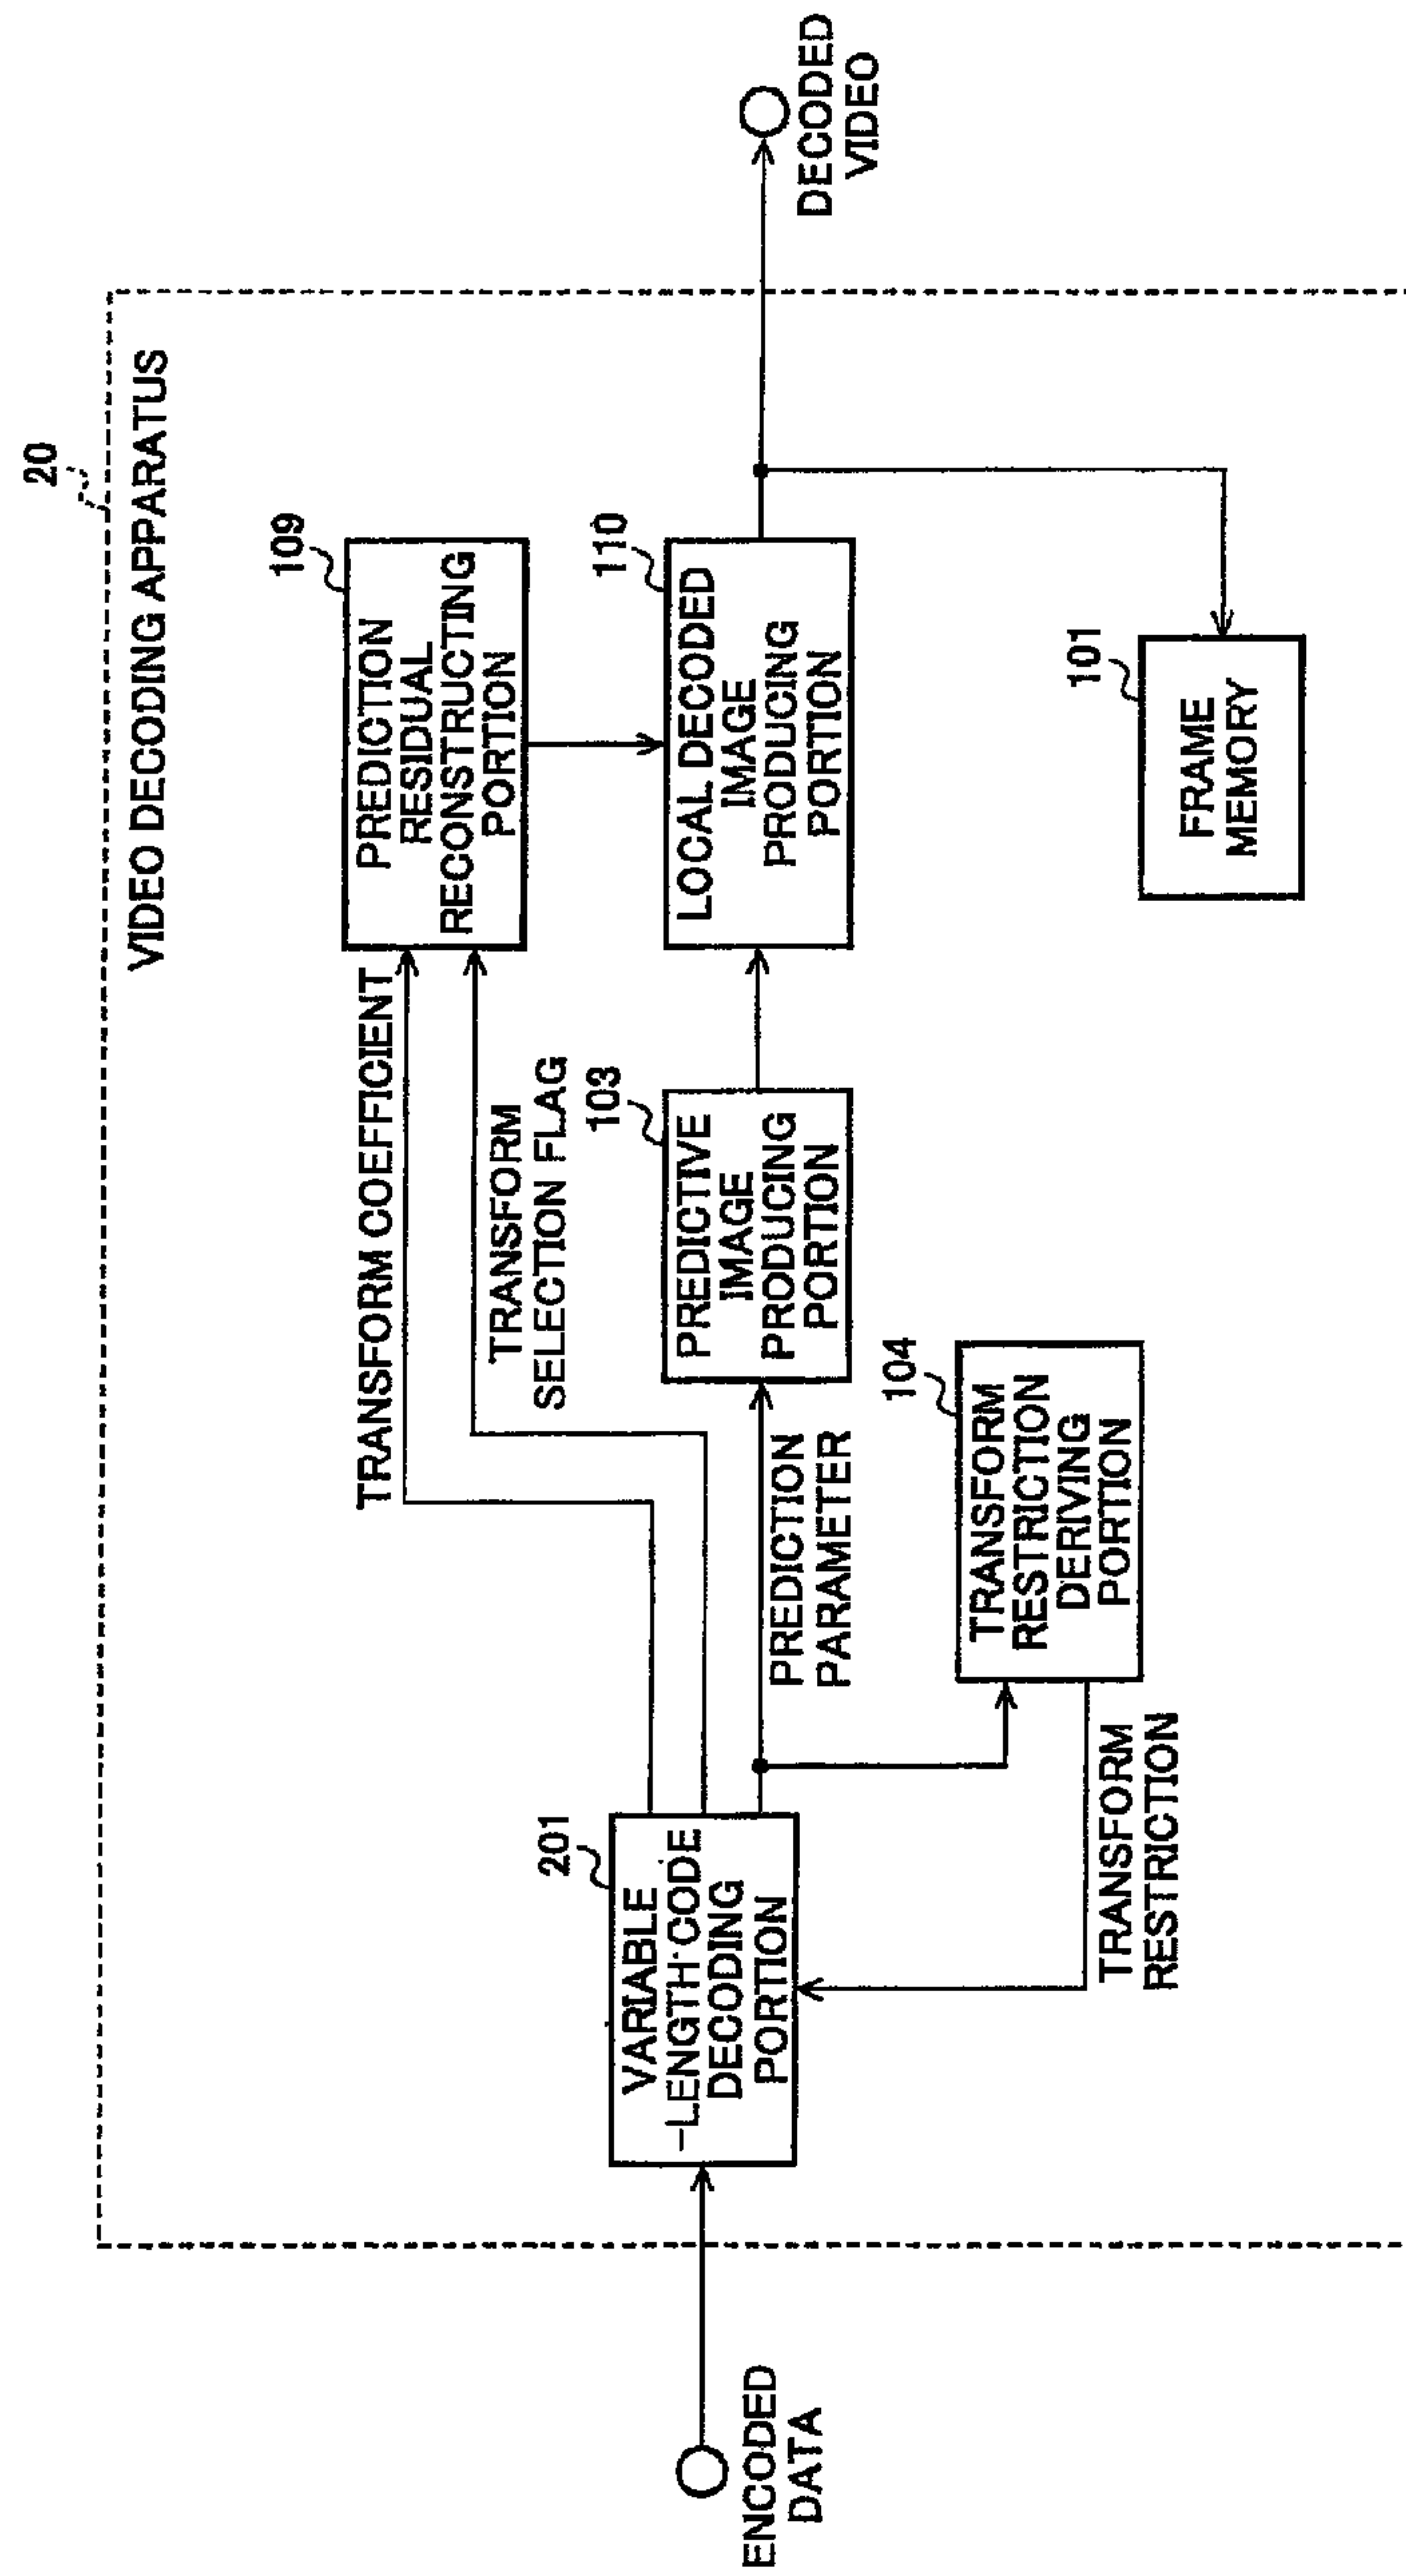 20
VIDEO DECODING APPARATUS
109
PREDICTION
RESIDUAL
RECONSTRUCTING
PORTION
TRANSFORM COEFFICIENT
TRANSFORM
SELECTION FLAG
201
VARIABLE
-LENGTH CODE
DECODING
PORTION
103
PREDICTIVE
IMAGE
PRODUCING
PORTION
110
LOCAL DECODED
IMAGE
PRODUCING
PORTION
ENCODED
DATA
PREDICTION
PARAMETER
DECODED
VIDEO
104
TRANSFORM
RESTRICTION
DERIVING
PORTION
TRANSFORM
RESTRICTION
101
FRAME
MEMORY